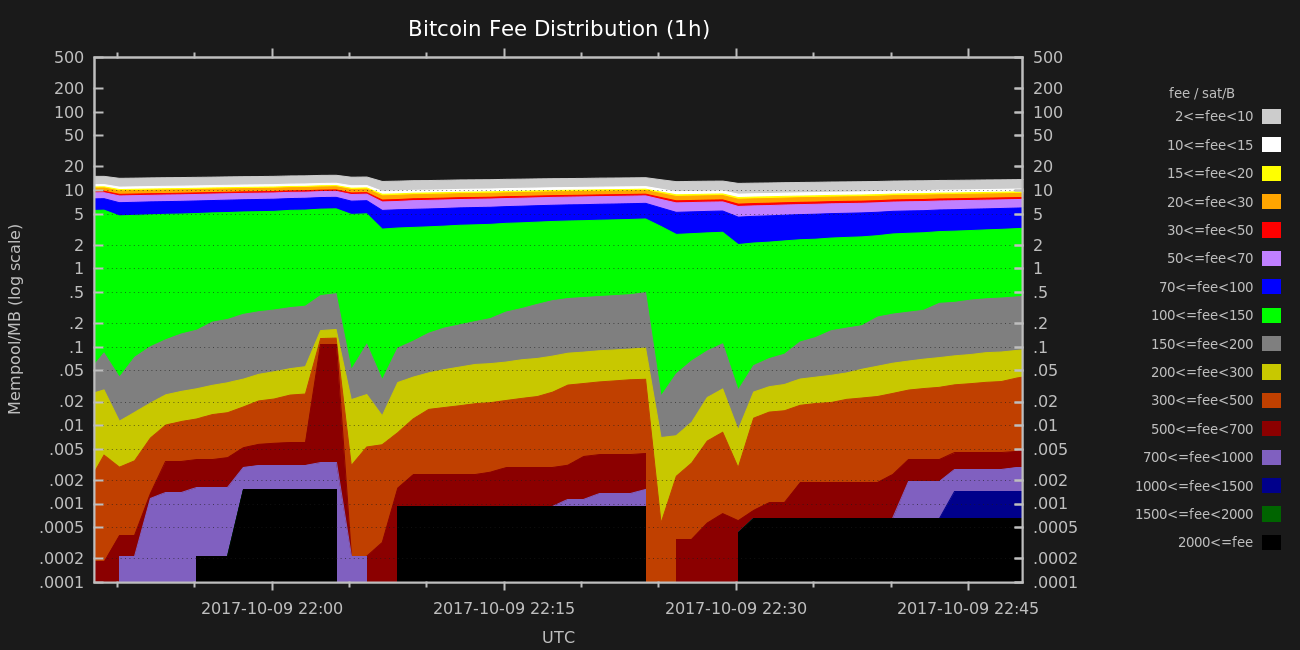 Bitcoin Fee Distribution (1h)
Mempool/MB (log scale)
500
200
100
50
20
10
5
2
1
.5
.2
.1
.05
.02
.01
.005
.002
.001
.0005
.0002
.0001
500
200
100
50
20
10
5
2
1
.5
.2
.1
.05
.02
.01
.005
.002
.001
.0005
.0002
.0001
2017-10-09 22:00 2017-10-09 22:15 2017-10-09 22:30 2017-10-09 22:45
UTC
fee / sat/B
2<=fee<10
10<=fee<15
15<=fee<20
20<=fee<30
30<=fee<50
50<=fee<70
70<=fee<100
100<=fee<150
150<=fee<200
200<=fee<300
300<=fee<500
500<=fee<700
700<=fee<1000
1000<=fee<1500
1500<=fee<2000
2000<=fee